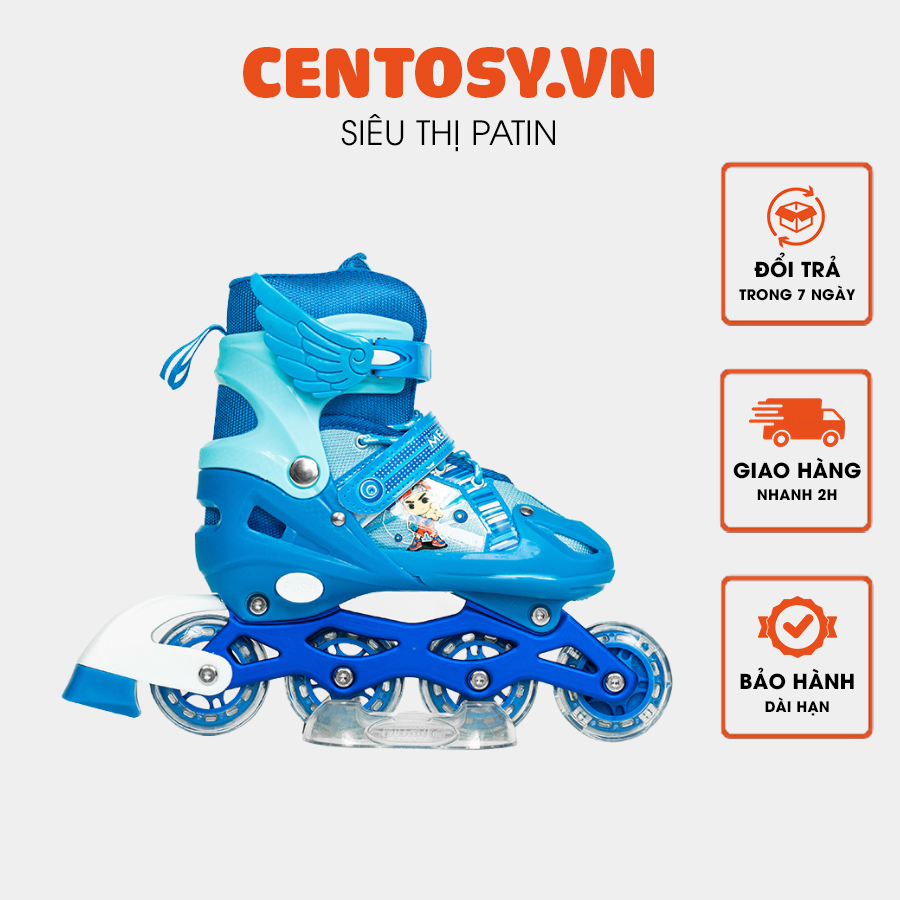 CENTOSY.VN
SIÊU THỊ PATIN
ĐỔI TRẢ
TRONG 7 NGÀY
GIAO HÀNG
NHANH 2H
BẢO HÀNH
DÀI HẠN